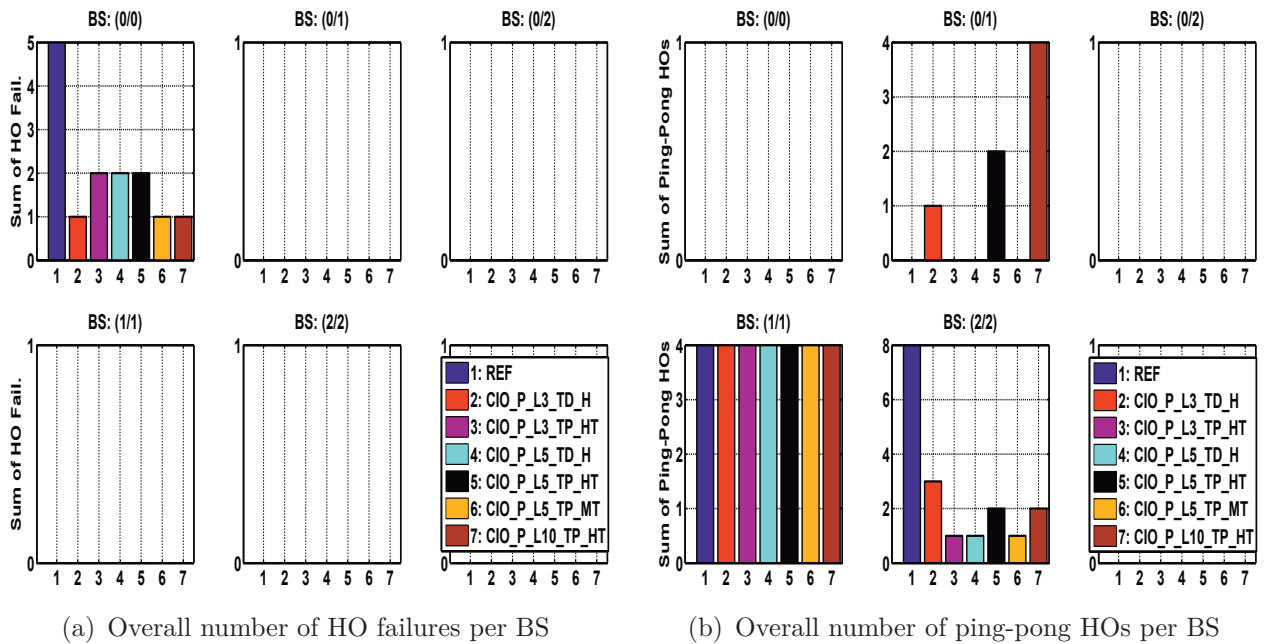 BS: (0/0)
BS: (0/1)
BS: (0/2)
Sum of HO Fail.
5
4
3
2
1
0
1 2 3 4 5 6 7
1
0
1 2 3 4 5 6 7
1
0
1 2 3 4 5 6 7
BS: (1/1)
BS: (2/2)
Sum of HO Fail.
1
0
1 2 3 4 5 6 7
1
0
1 2 3 4 5 6 7
1
0
1 2 3 4 5 6 7
1: REF
2: CIO_P_L3_TD_H
3: CIO_P_L3_TP_HT
4: CIO_P_L5_TD_H
5: CIO_P_L5_TP_HT
6: CIO_P_L5_TP_MT
7: CIO_P_L10_TP_HT
(a) Overall number of HO failures per BS
BS: (0/0)
BS: (0/1)
BS: (0/2)
Sum of Ping-Pong HOs
1
0
1 2 3 4 5 6 7
4
3
2
1
0
1 2 3 4 5 6 7
1
0
1 2 3 4 5 6 7
BS: (1/1)
BS: (2/2)
Sum of Ping-Pong HOs
4
3
2
1
0
1 2 3 4 5 6 7
8
6
4
2
0
1 2 3 4 5 6 7
1
0
1 2 3 4 5 6 7
1: REF
2: CIO_P_L3_TD_H
3: CIO_P_L3_TP_HT
4: CIO_P_L5_TD_H
5: CIO_P_L5_TP_HT
6: CIO_P_L5_TP_MT
7: CIO_P_L10_TP_HT
(b) Overall number of ping-pong HOs per BS